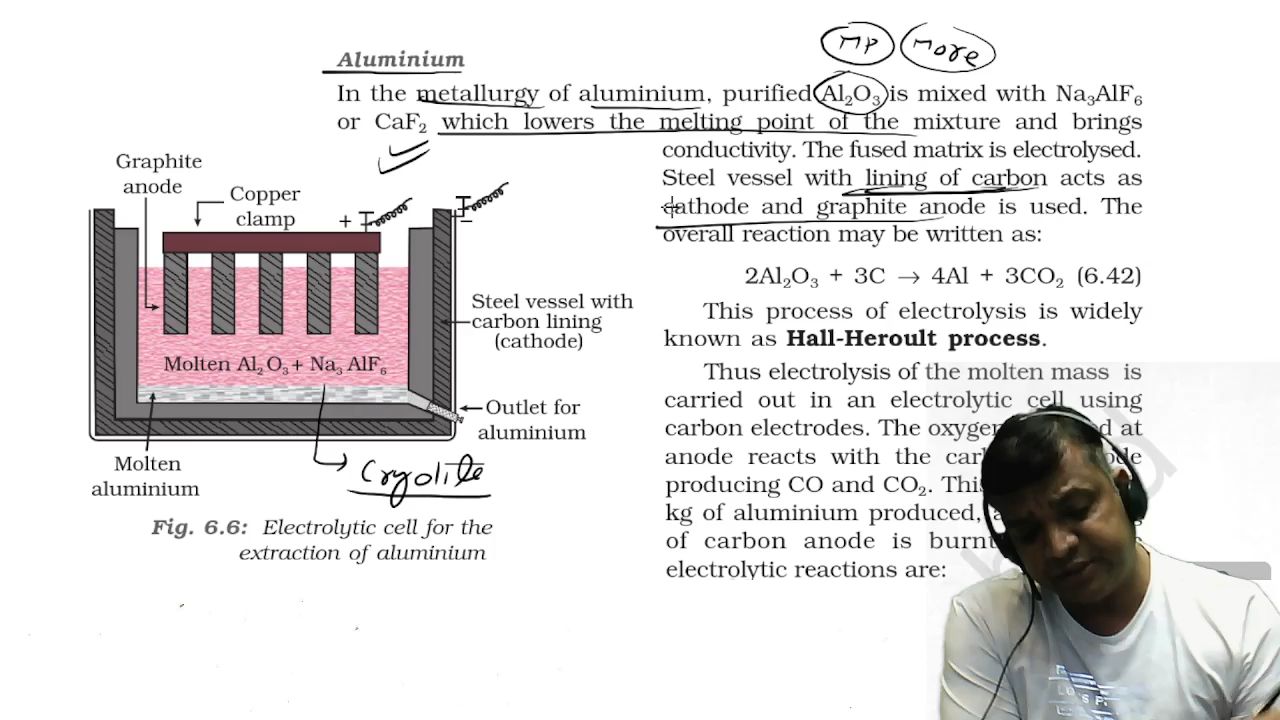 MP More
Aluminium
In the metallurgy of aluminium, purified Al₂O₃ is mixed with Na₃AlF₆
or CaF₂ which lowers the melting point of the mixture and brings
conductivity. The fused matrix is electrolysed.
Steel vessel with lining of carbon acts as
cathode and graphite anode is used. The
overall reaction may be written as:
2Al₂O₃ + 3C → 4Al + 3CO₂ (6.42)
This process of electrolysis is widely
known as Hall-Heroult process.
Thus electrolysis of the molten mass is
carried out in an electrolytic cell using
carbon electrodes. The oxygen at
anode reacts with the
producing CO and CO₂.
kg of aluminium produced,
of carbon anode is
electrolytic reactions are:
Graphite
anode
Copper
clamp
+
−
Steel vessel with
carbon lining
(cathode)
Molten Al₂O₃ + Na₃ AlF₆
Outlet for
aluminium
Molten
aluminium
Cryolite
Fig. 6.6: Electrolytic cell for the
extraction of aluminium